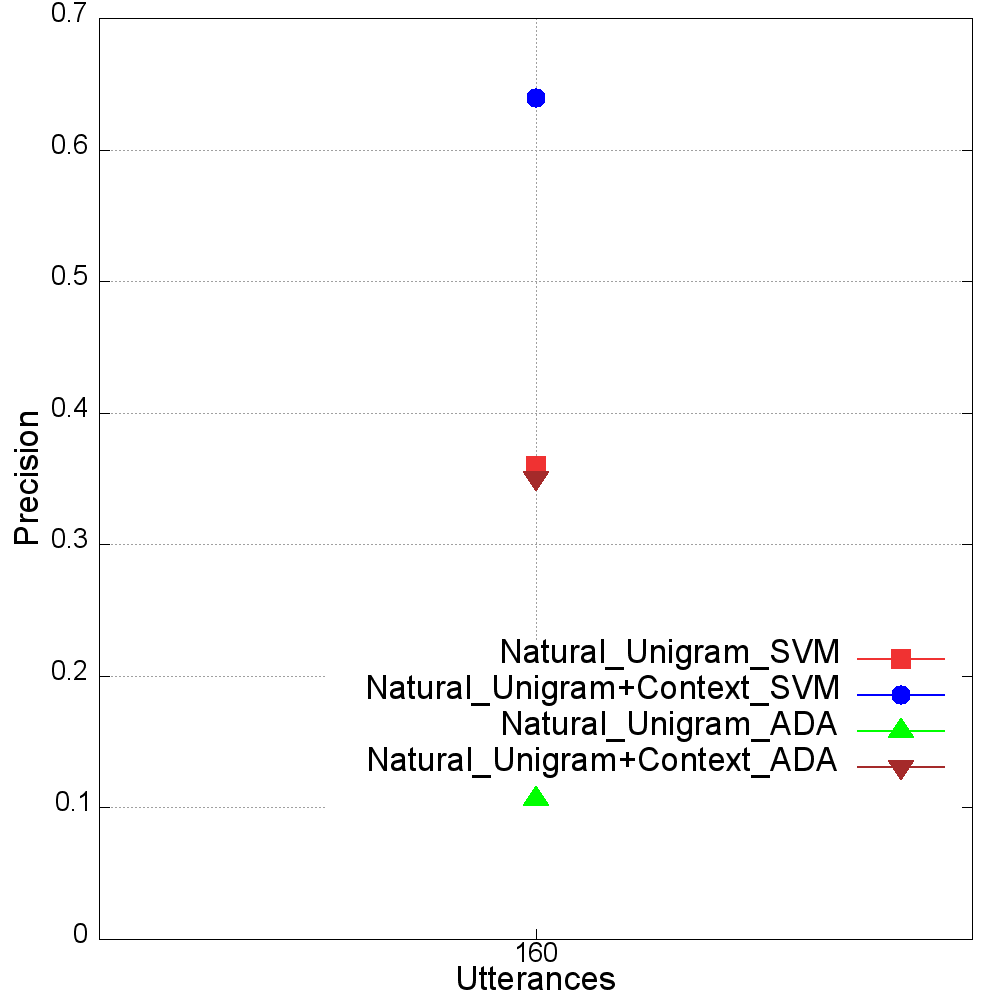 0.7
0.6
0.5
0.4
0.3
0.2
0.1
0
Precision
Natural_Unigram_SVM
Natural_Unigram+Context_SVM
Natural_Unigram_ADA
Natural_Unigram+Context_ADA
160
Utterances